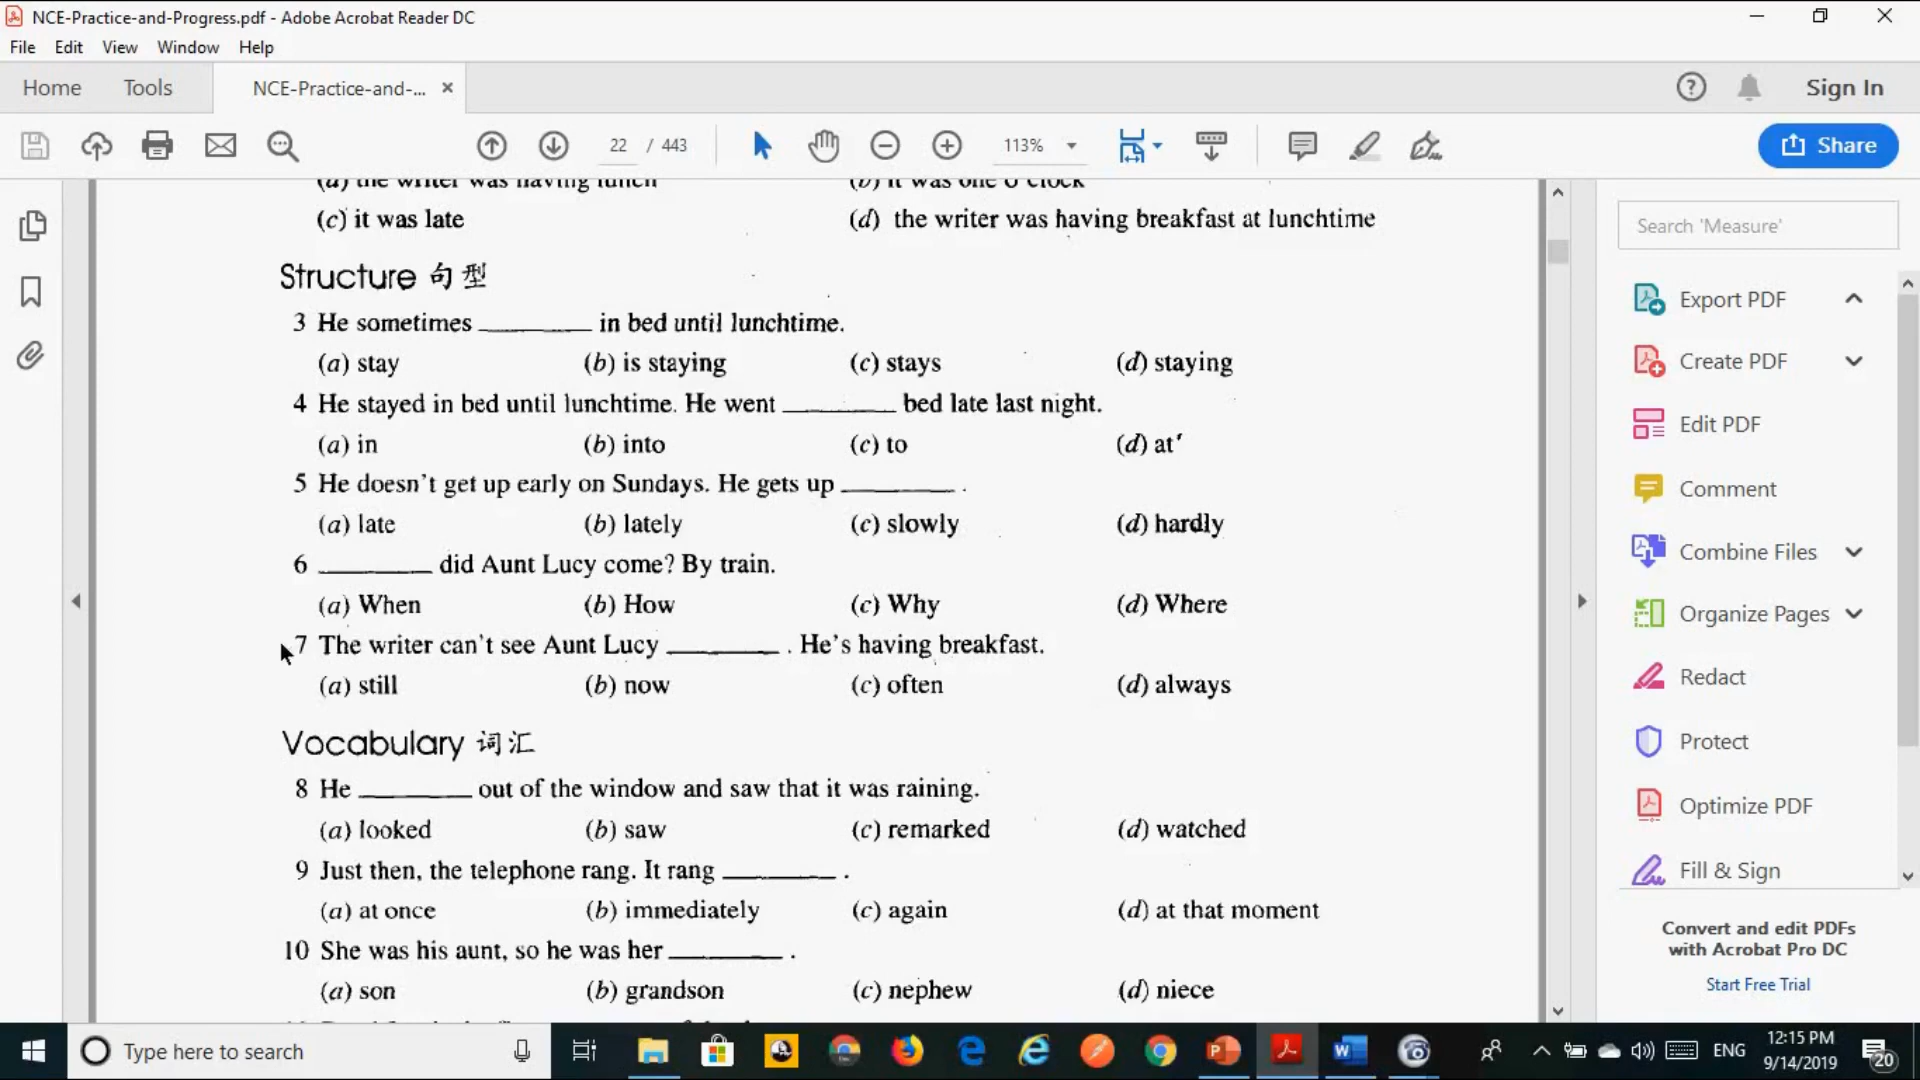 NCE-Practice-and-Progress.pdf - Adobe Acrobat Reader DC
File Edit View Window Help
Home Tools NCE-Practice-and-... × Sign In
22 / 443 113% Share
(a) the writer was having lunch (b) it was one o'clock
(c) it was late (d) the writer was having breakfast at lunchtime
Structure 句型
3 He sometimes ________ in bed until lunchtime.
(a) stay (b) is staying (c) stays (d) staying
4 He stayed in bed until lunchtime. He went ________ bed late last night.
(a) in (b) into (c) to (d) at
5 He doesn't get up early on Sundays. He gets up ________ .
(a) late (b) lately (c) slowly (d) hardly
6 ________ did Aunt Lucy come? By train.
(a) When (b) How (c) Why (d) Where
7 The writer can't see Aunt Lucy ________ . He's having breakfast.
(a) still (b) now (c) often (d) always
Vocabulary 词汇
8 He ________ out of the window and saw that it was raining.
(a) looked (b) saw (c) remarked (d) watched
9 Just then, the telephone rang. It rang ________ .
(a) at once (b) immediately (c) again (d) at that moment
10 She was his aunt, so he was her ________ .
(a) son (b) grandson (c) nephew (d) niece
Search 'Measure'
Export PDF
Create PDF
Edit PDF
Comment
Combine Files
Organize Pages
Redact
Protect
Optimize PDF
Fill & Sign
Convert and edit PDFs
with Acrobat Pro DC
Start Free Trial
Type here to search
ENG
12:15 PM
9/14/2019
20